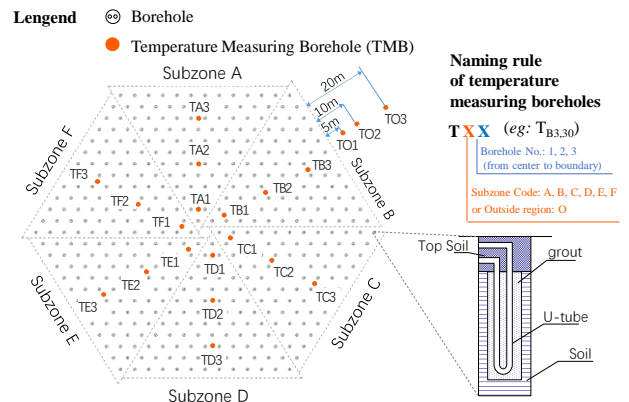 Legend
Borehole
Temperature Measuring Borehole (TMB)
Subzone A
Subzone B
Subzone C
Subzone D
Subzone E
Subzone F
TA3
TA2
TA1
TB3
TB2
TB1
TC1
TC2
TC3
TD1
TD2
TD3
TE1
TE2
TE3
TF3
TF2
TF1
20m
10m
5m
TO1
TO2
TO3
Naming rule
of temperature
measuring boreholes
T X X (eg: TB3,30)
Borehole No.: 1, 2, 3
(from center to boundary)
Subzone Code: A, B, C, D, E, F
or Outside region: O
Top Soil
grout
U-tube
Soil